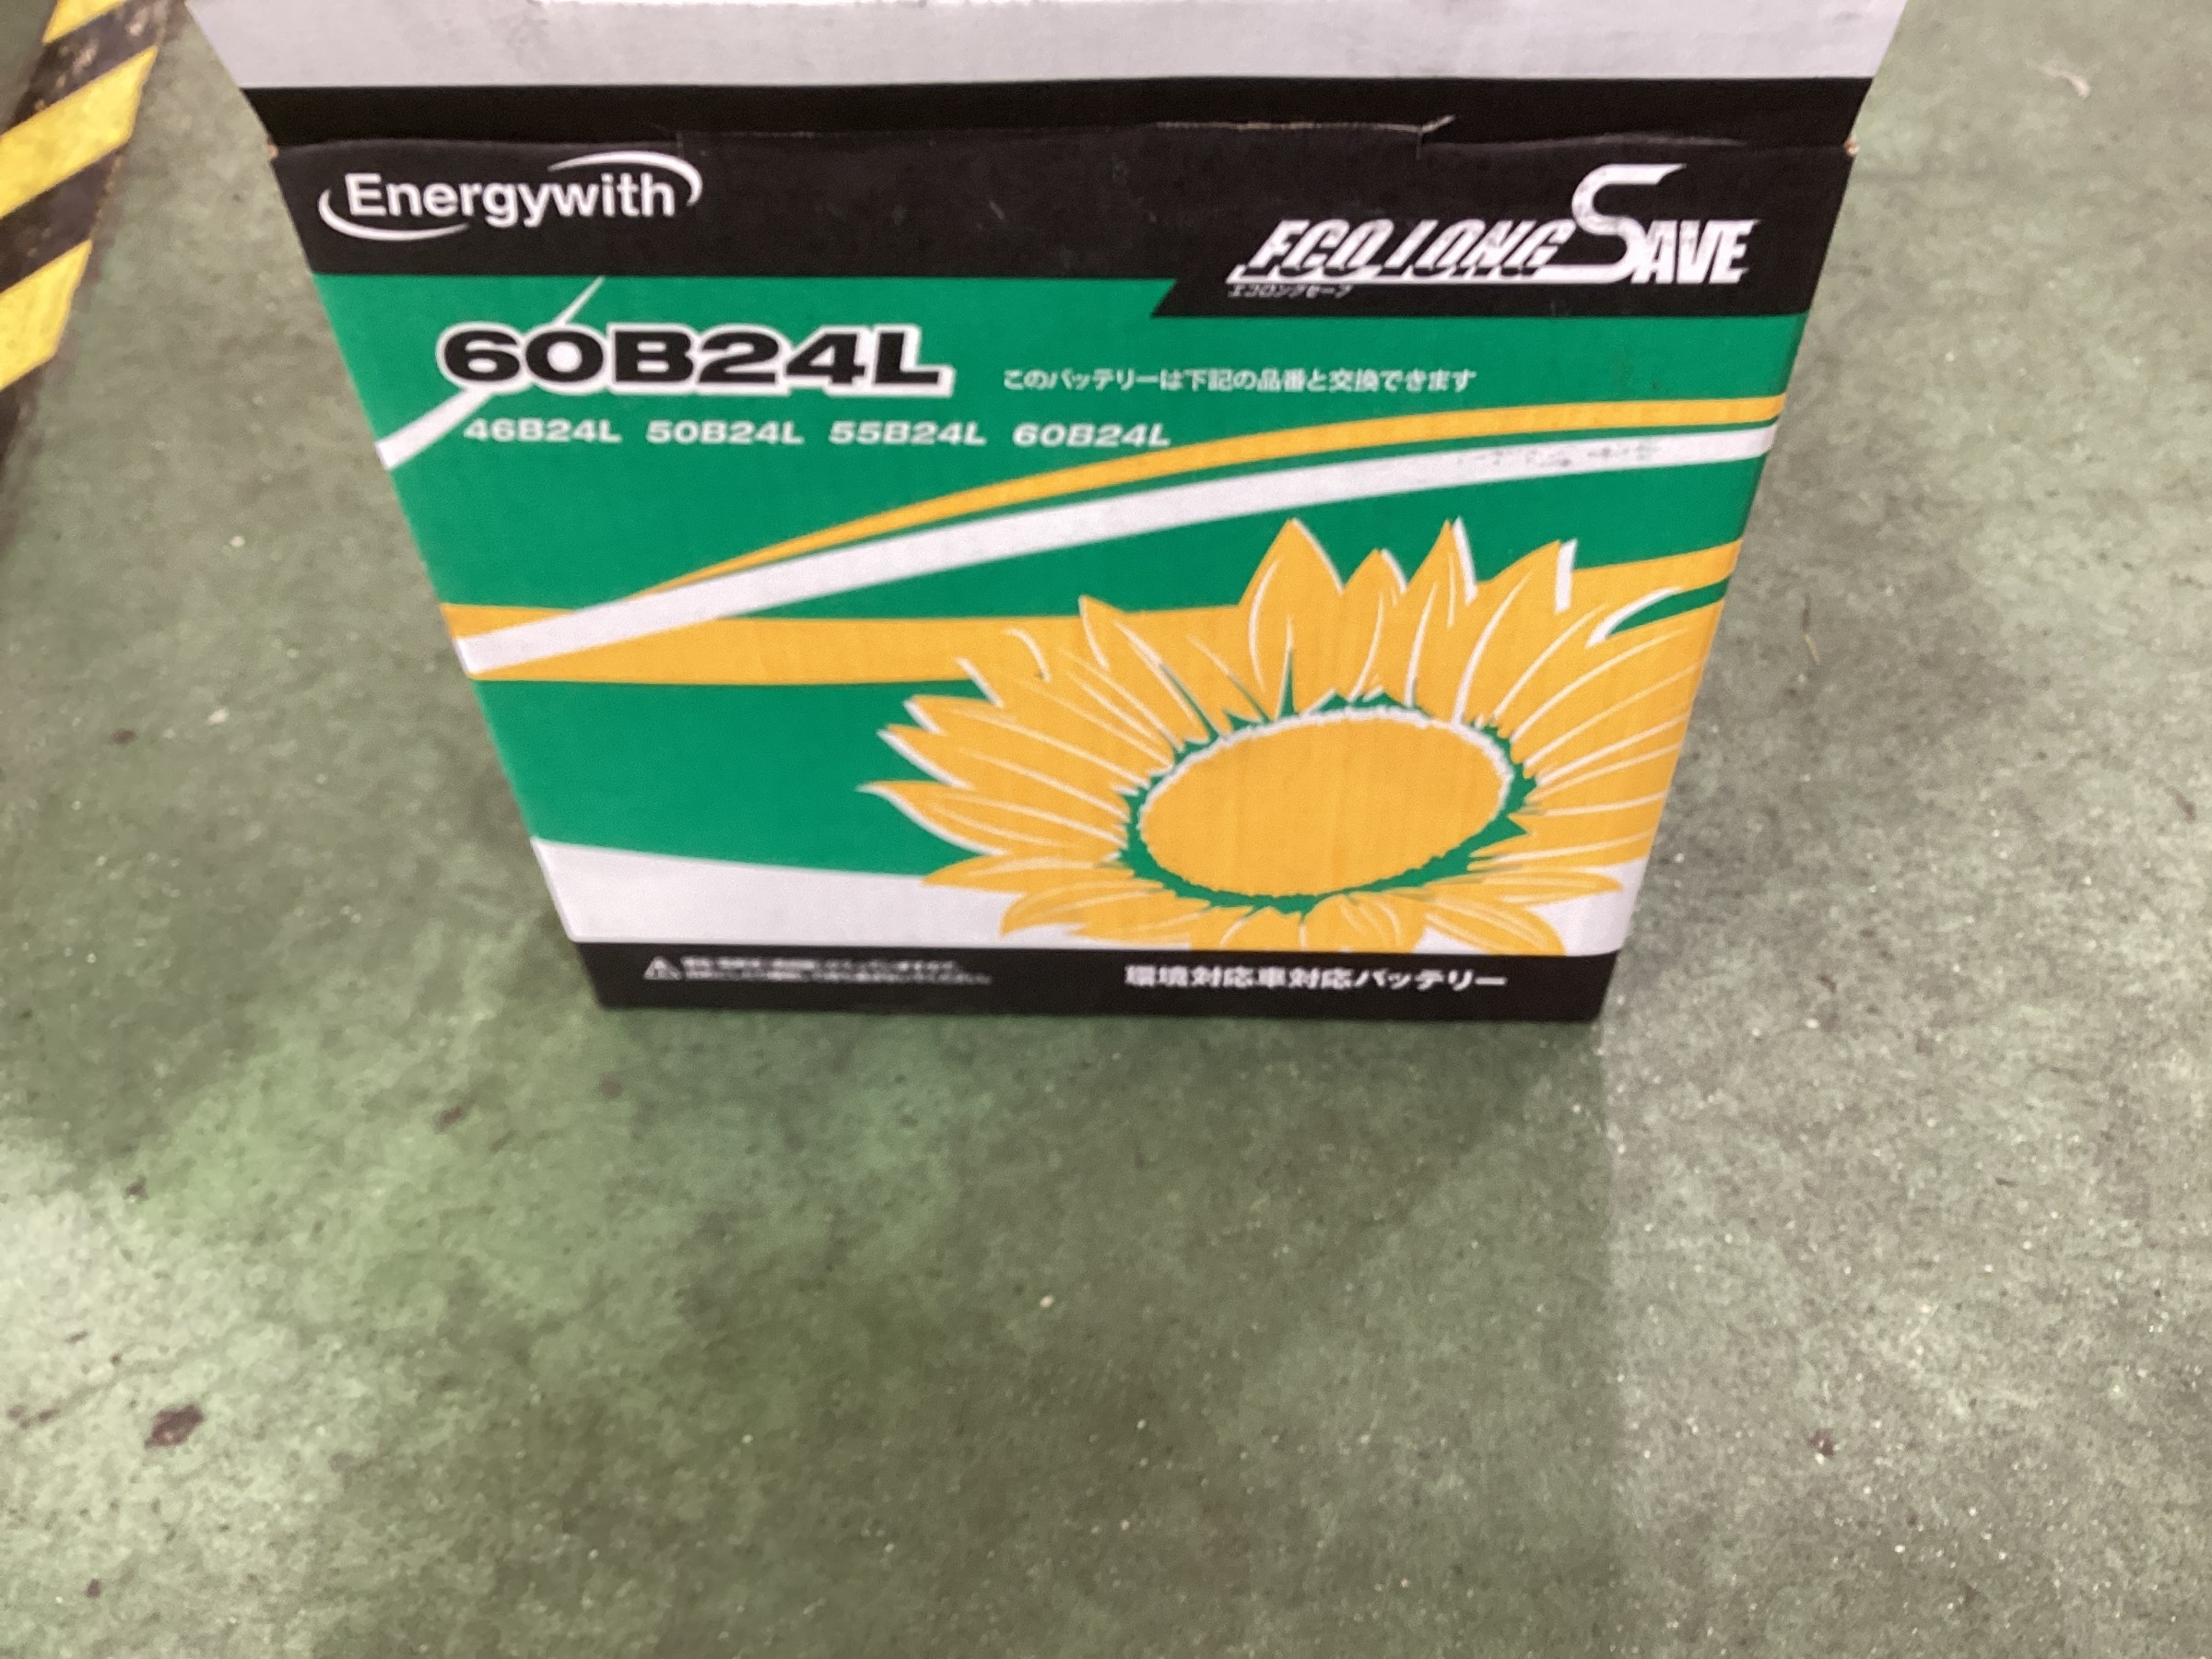 Energywith
ECO LONG SAVE
エコロングセーブ
60B24L
このバッテリーは下記の品番と交換できます
46B24L 50B24L 55B24L 60B24L
環境対応車対応バッテリー